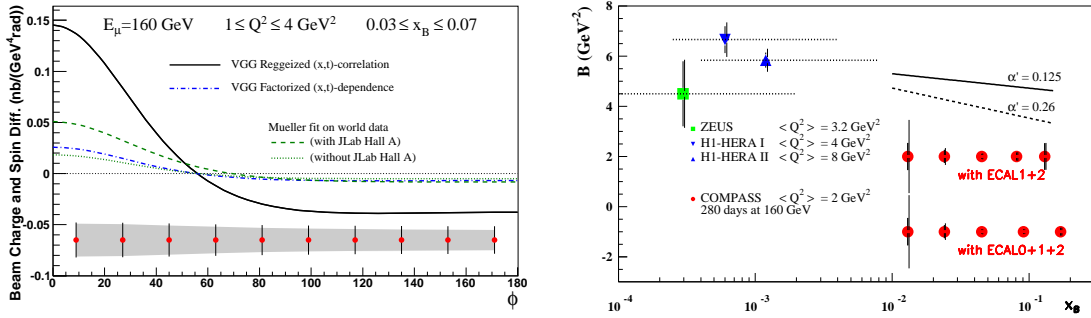 E_μ=160 GeV 1 ≤ Q² ≤ 4 GeV² 0.03 ≤ x_B ≤ 0.07
VGG Reggeized (x,t)-correlation
VGG Factorized (x,t)-dependence
Mueller fit on world data
(with JLab Hall A)
(without JLab Hall A)
Beam Charge and Spin Diff. (nb/(GeV⁴rad))
0.15
0.1
0.05
0
-0.05
-0.1
0 20 40 60 80 100 120 140 160 180
ϕ
B (GeV⁻²)
8
6
4
2
0
-2
α' = 0.125
α' = 0.26
ZEUS < Q² > = 3.2 GeV²
H1-HERA I < Q² > = 4 GeV²
H1-HERA II < Q² > = 8 GeV²
COMPASS < Q² > = 2 GeV²
280 days at 160 GeV
with ECAL1+2
with ECAL0+1+2
10⁻⁴ 10⁻³ 10⁻² 10⁻¹
x_B